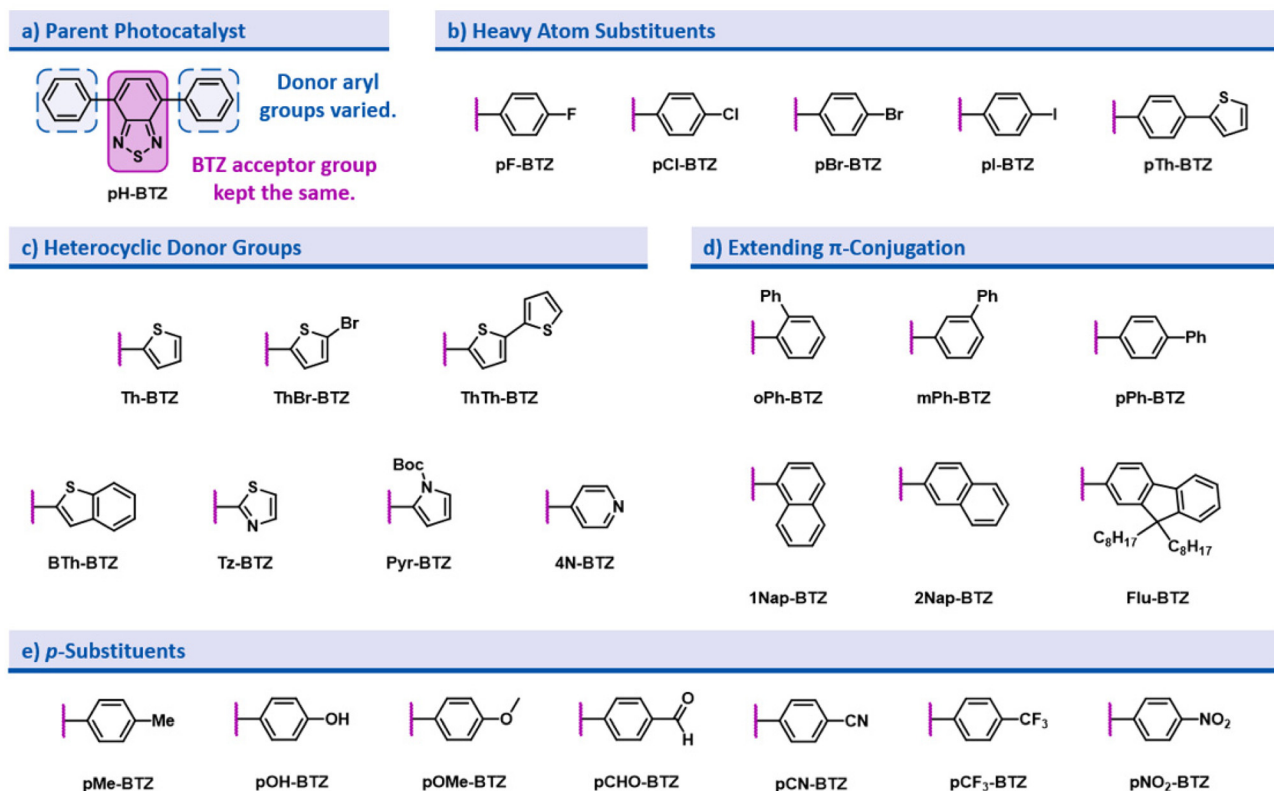 a) Parent Photocatalyst
Donor aryl
groups varied.
N
N
S
BTZ acceptor group
kept the same.
pH-BTZ
b) Heavy Atom Substituents
F
Cl
Br
I
S
pF-BTZ
pCl-BTZ
pBr-BTZ
pI-BTZ
pTh-BTZ
c) Heterocyclic Donor Groups
S
S
Br
S
S
Th-BTZ
ThBr-BTZ
ThTh-BTZ
S
S
N
Boc
N
N
BTh-BTZ
Tz-BTZ
Pyr-BTZ
4N-BTZ
d) Extending π-Conjugation
Ph
Ph
Ph
oPh-BTZ
mPh-BTZ
pPh-BTZ
C8H17
C8H17
1Nap-BTZ
2Nap-BTZ
Flu-BTZ
e) p-Substituents
Me
OH
O
O
H
CN
CF3
NO2
pMe-BTZ
pOH-BTZ
pOMe-BTZ
pCHO-BTZ
pCN-BTZ
pCF3-BTZ
pNO2-BTZ